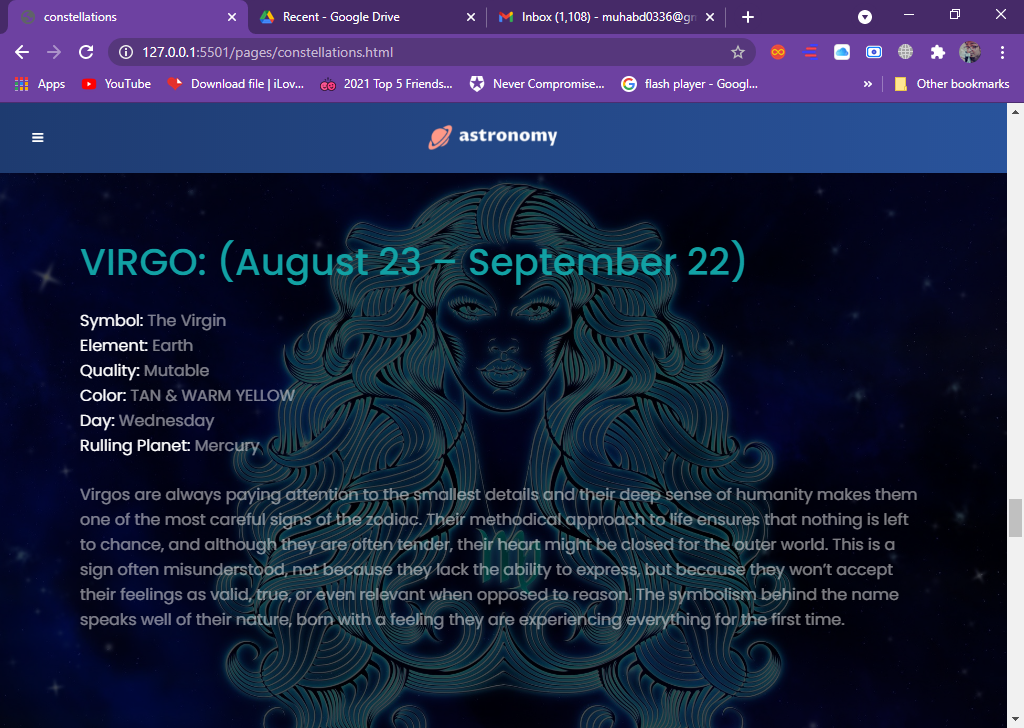 constellations
Recent - Google Drive
Inbox (1,108) - muhabd0336@gm
127.0.0.1:5501/pages/constellations.html
Apps
YouTube
Download file | iLov...
2021 Top 5 Friends...
Never Compromise...
flash player - Googl...
»
Other bookmarks
astronomy
VIRGO: (August 23 – September 22)
Symbol: The Virgin
Element: Earth
Quality: Mutable
Color: TAN & WARM YELLOW
Day: Wednesday
Rulling Planet: Mercury
Virgos are always paying attention to the smallest details and their deep sense of humanity makes them
one of the most careful signs of the zodiac. Their methodical approach to life ensures that nothing is left
to chance, and although they are often tender, their heart might be closed for the outer world. This is a
sign often misunderstood, not because they lack the ability to express, but because they won’t accept
their feelings as valid, true, or even relevant when opposed to reason. The symbolism behind the name
speaks well of their nature, born with a feeling they are experiencing everything for the first time.